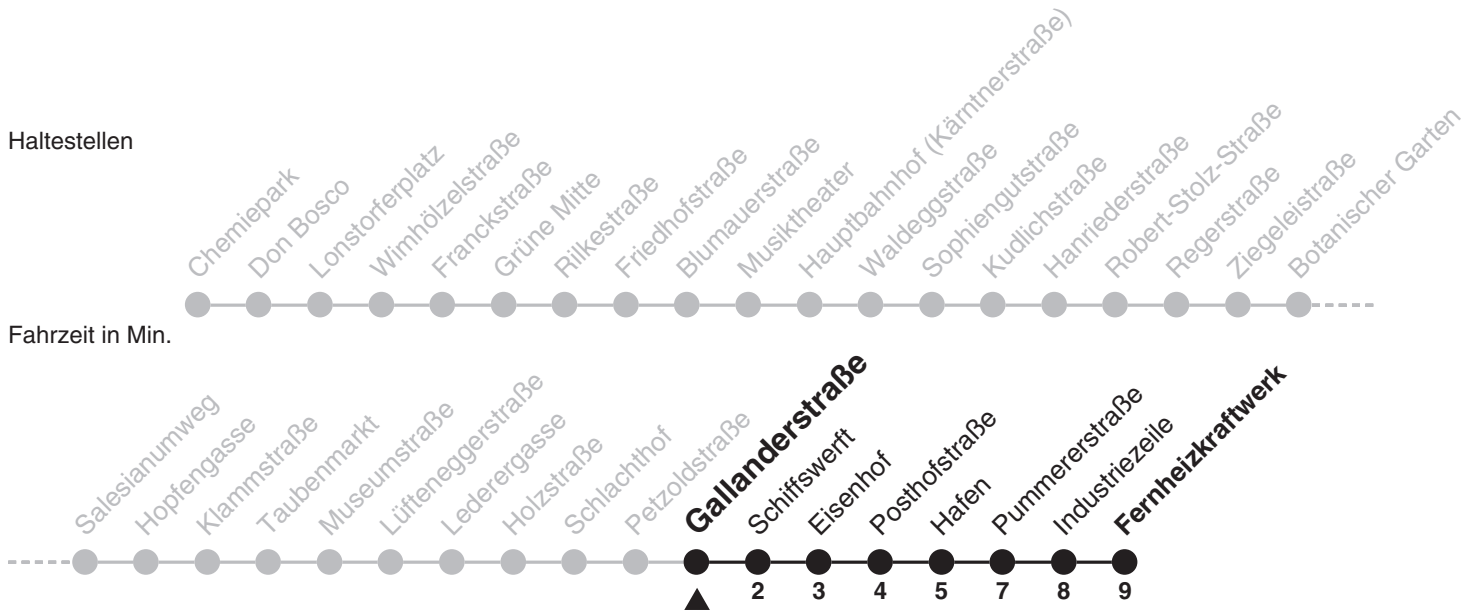 Haltestellen
Chemiepark
Don Bosco
Lonstorferplatz
Wimhölzelstraße
Franckstraße
Grüne Mitte
Rilkestraße
Friedhofstraße
Blumauerstraße
Musiktheater
Hauptbahnhof (Kärntnerstraße)
Waldeggstraße
Sophiengutstraße
Kudlichstraße
Hanriederstraße
Robert-Stolz-Straße
Regerstraße
Ziegeleistraße
Botanischer Garten
Fahrzeit in Min.
Salesianumweg
Hopfengasse
Klammstraße
Taubenmarkt
Museumstraße
Lüfteneggerstraße
Ledergasse
Holzstraße
Schlachthof
Petzoldstraße
Gallanderstraße
Schiffswerft
Eisenhof
Posthofstraße
Hafen
Pummererstraße
Industriezeile
Fernheizkraftwerk
2 3 4 5 7 8 9